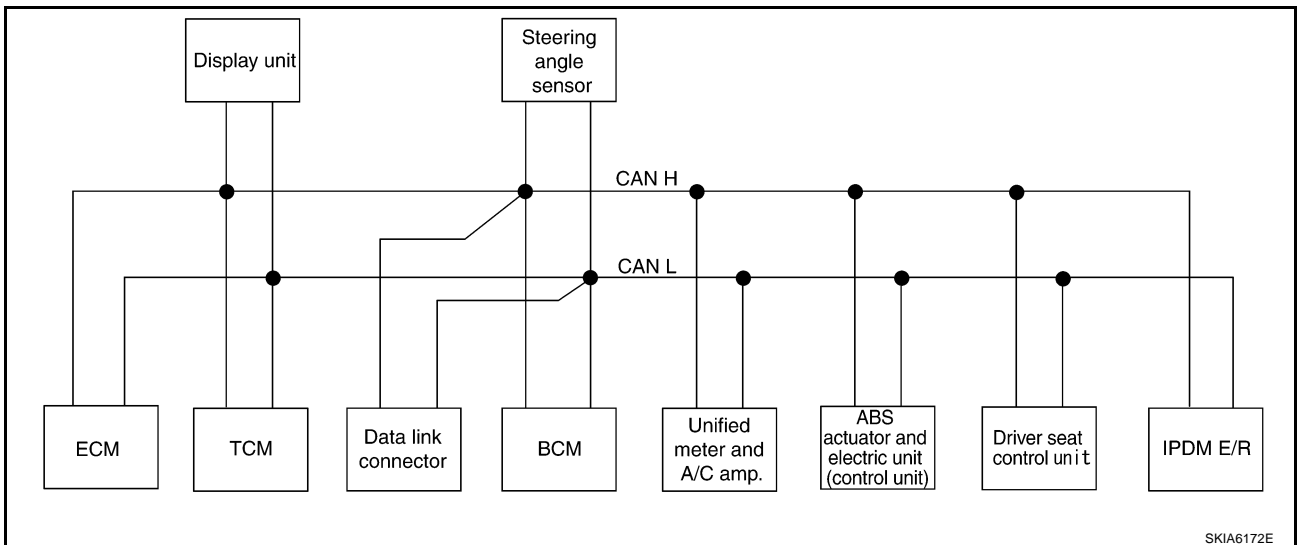 Display unit
Steering
angle
sensor
CAN H
CAN L
ECM
TCM
Data link
connector
BCM
Unified
meter and
A/C amp.
ABS
actuator and
electric unit
(control unit)
Driver seat
control unit
IPDM E/R
SKIA6172E